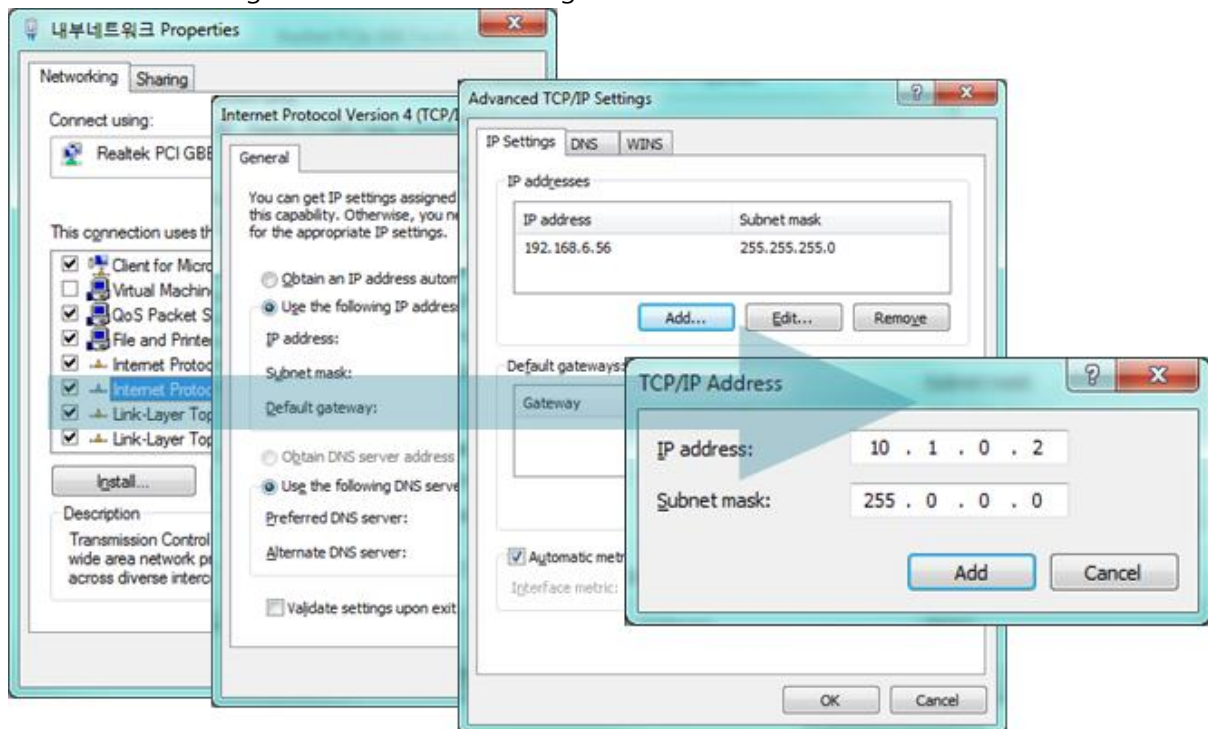 내부네트워크 Properties
Networking Sharing
Connect using:
Realtek PCI GBE
This connection uses th
Client for Micro
Virtual Machin
QoS Packet S
File and Printe
Internet Protoc
Internet Protoc
Link-Layer Top
Link-Layer Top
Install...
Description
Transmission Control
wide area network pr
across diverse interc
Internet Protocol Version 4 (TCP/I
General
You can get IP settings assigned
this capability. Otherwise, you ne
for the appropriate IP settings.
Obtain an IP address autom
Use the following IP address
IP address:
Subnet mask:
Default gateway:
Obtain DNS server address
Use the following DNS serve
Preferred DNS server:
Alternate DNS server:
Validate settings upon exit
Advanced TCP/IP Settings
IP Settings DNS WINS
IP addresses
IP address Subnet mask
192.168.6.56 255.255.255.0
Add... Edit... Remove
Default gateways:
Gateway
Automatic metr
Interface metric:
OK Cancel
TCP/IP Address
IP address: 10 . 1 . 0 . 2
Subnet mask: 255 . 0 . 0 . 0
Add Cancel